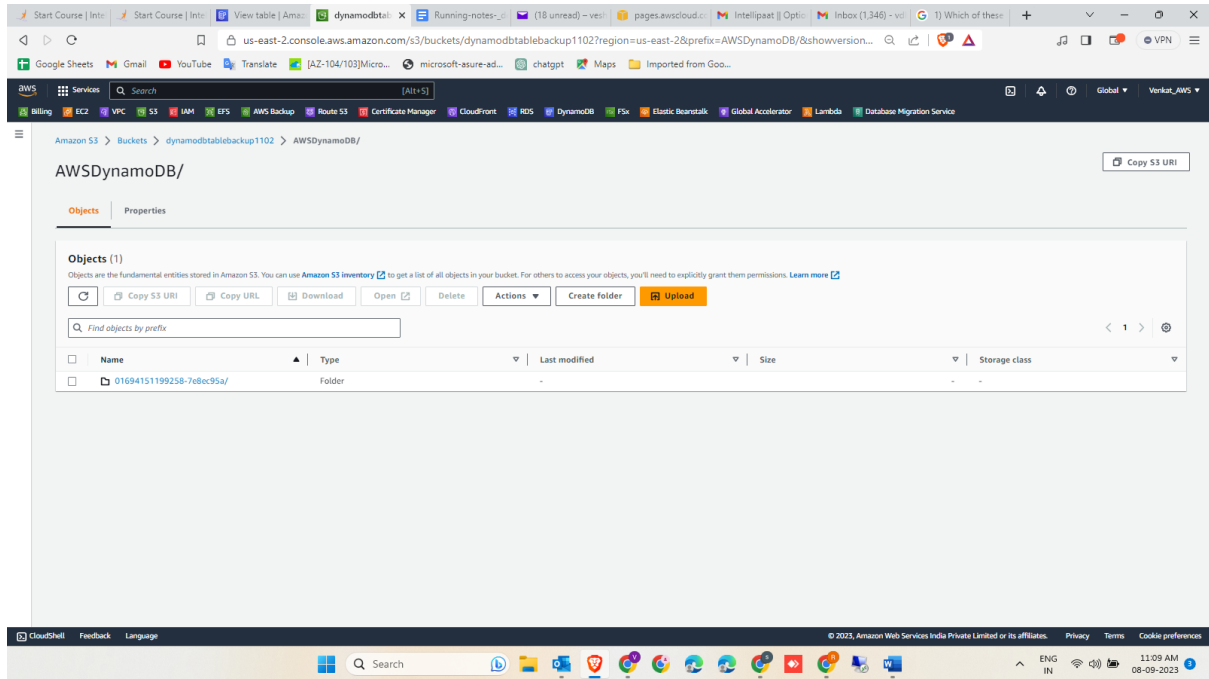 Start Course | Inte
Start Course | Inte
View table | Amaz
dynamodbtab
Running-notes-_d
(18 unread) – vesh
pages.awscloud.co
Intellipaat || Optio
Inbox (1,346) - vd
1) Which of these
us-east-2.console.aws.amazon.com/s3/buckets/dynamodbtablebackup1102?region=us-east-2&prefix=AWSDynamoDB/&showversion...
VPN
Google Sheets
Gmail
YouTube
Translate
[AZ-104/103]Micro...
microsoft-asure-ad...
chatgpt
Maps
Imported from Goo...
aws
Services
Search
[Alt+S]
Global
Venkat_AWS
Billing
EC2
VPC
S3
IAM
EFS
AWS Backup
Route 53
Certificate Manager
CloudFront
RDS
DynamoDB
FSx
Elastic Beanstalk
Global Accelerator
Lambda
Database Migration Service
Amazon S3 > Buckets > dynamodbtablebackup1102 > AWSDynamoDB/
AWSDynamoDB/
Copy S3 URI
Objects
Properties
Objects (1)
Objects are the fundamental entities stored in Amazon S3. You can use Amazon S3 inventory to get a list of all objects in your bucket. For others to access your objects, you'll need to explicitly grant them permissions. Learn more
Copy S3 URI
Copy URL
Download
Open
Delete
Actions
Create folder
Upload
Find objects by prefix
1
Name
Type
Last modified
Size
Storage class
01694151199258-7e8ec95a/
Folder
-
-
-
CloudShell
Feedback
Language
© 2023, Amazon Web Services India Private Limited or its affiliates.
Privacy
Terms
Cookie preferences
Search
ENG
IN
11:09 AM
08-09-2023
3